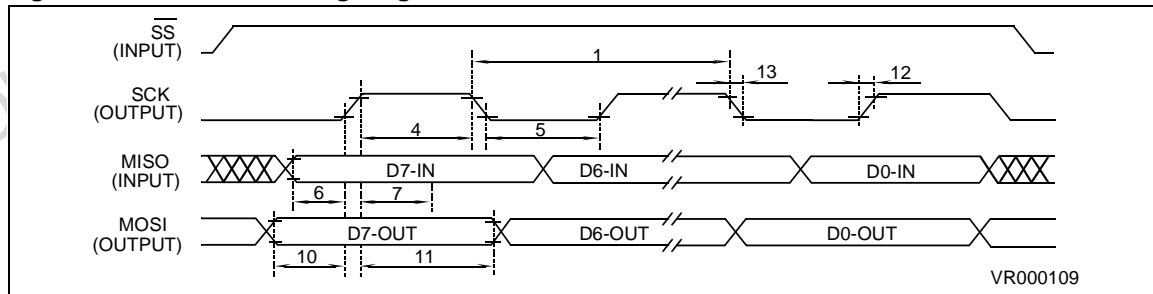 SS
(INPUT)
1
13
12
SCK
(OUTPUT)
4
5
MISO
(INPUT)
D7-IN
D6-IN
D0-IN
6
7
MOSI
(OUTPUT)
D7-OUT
D6-OUT
D0-OUT
10
11
VR000109